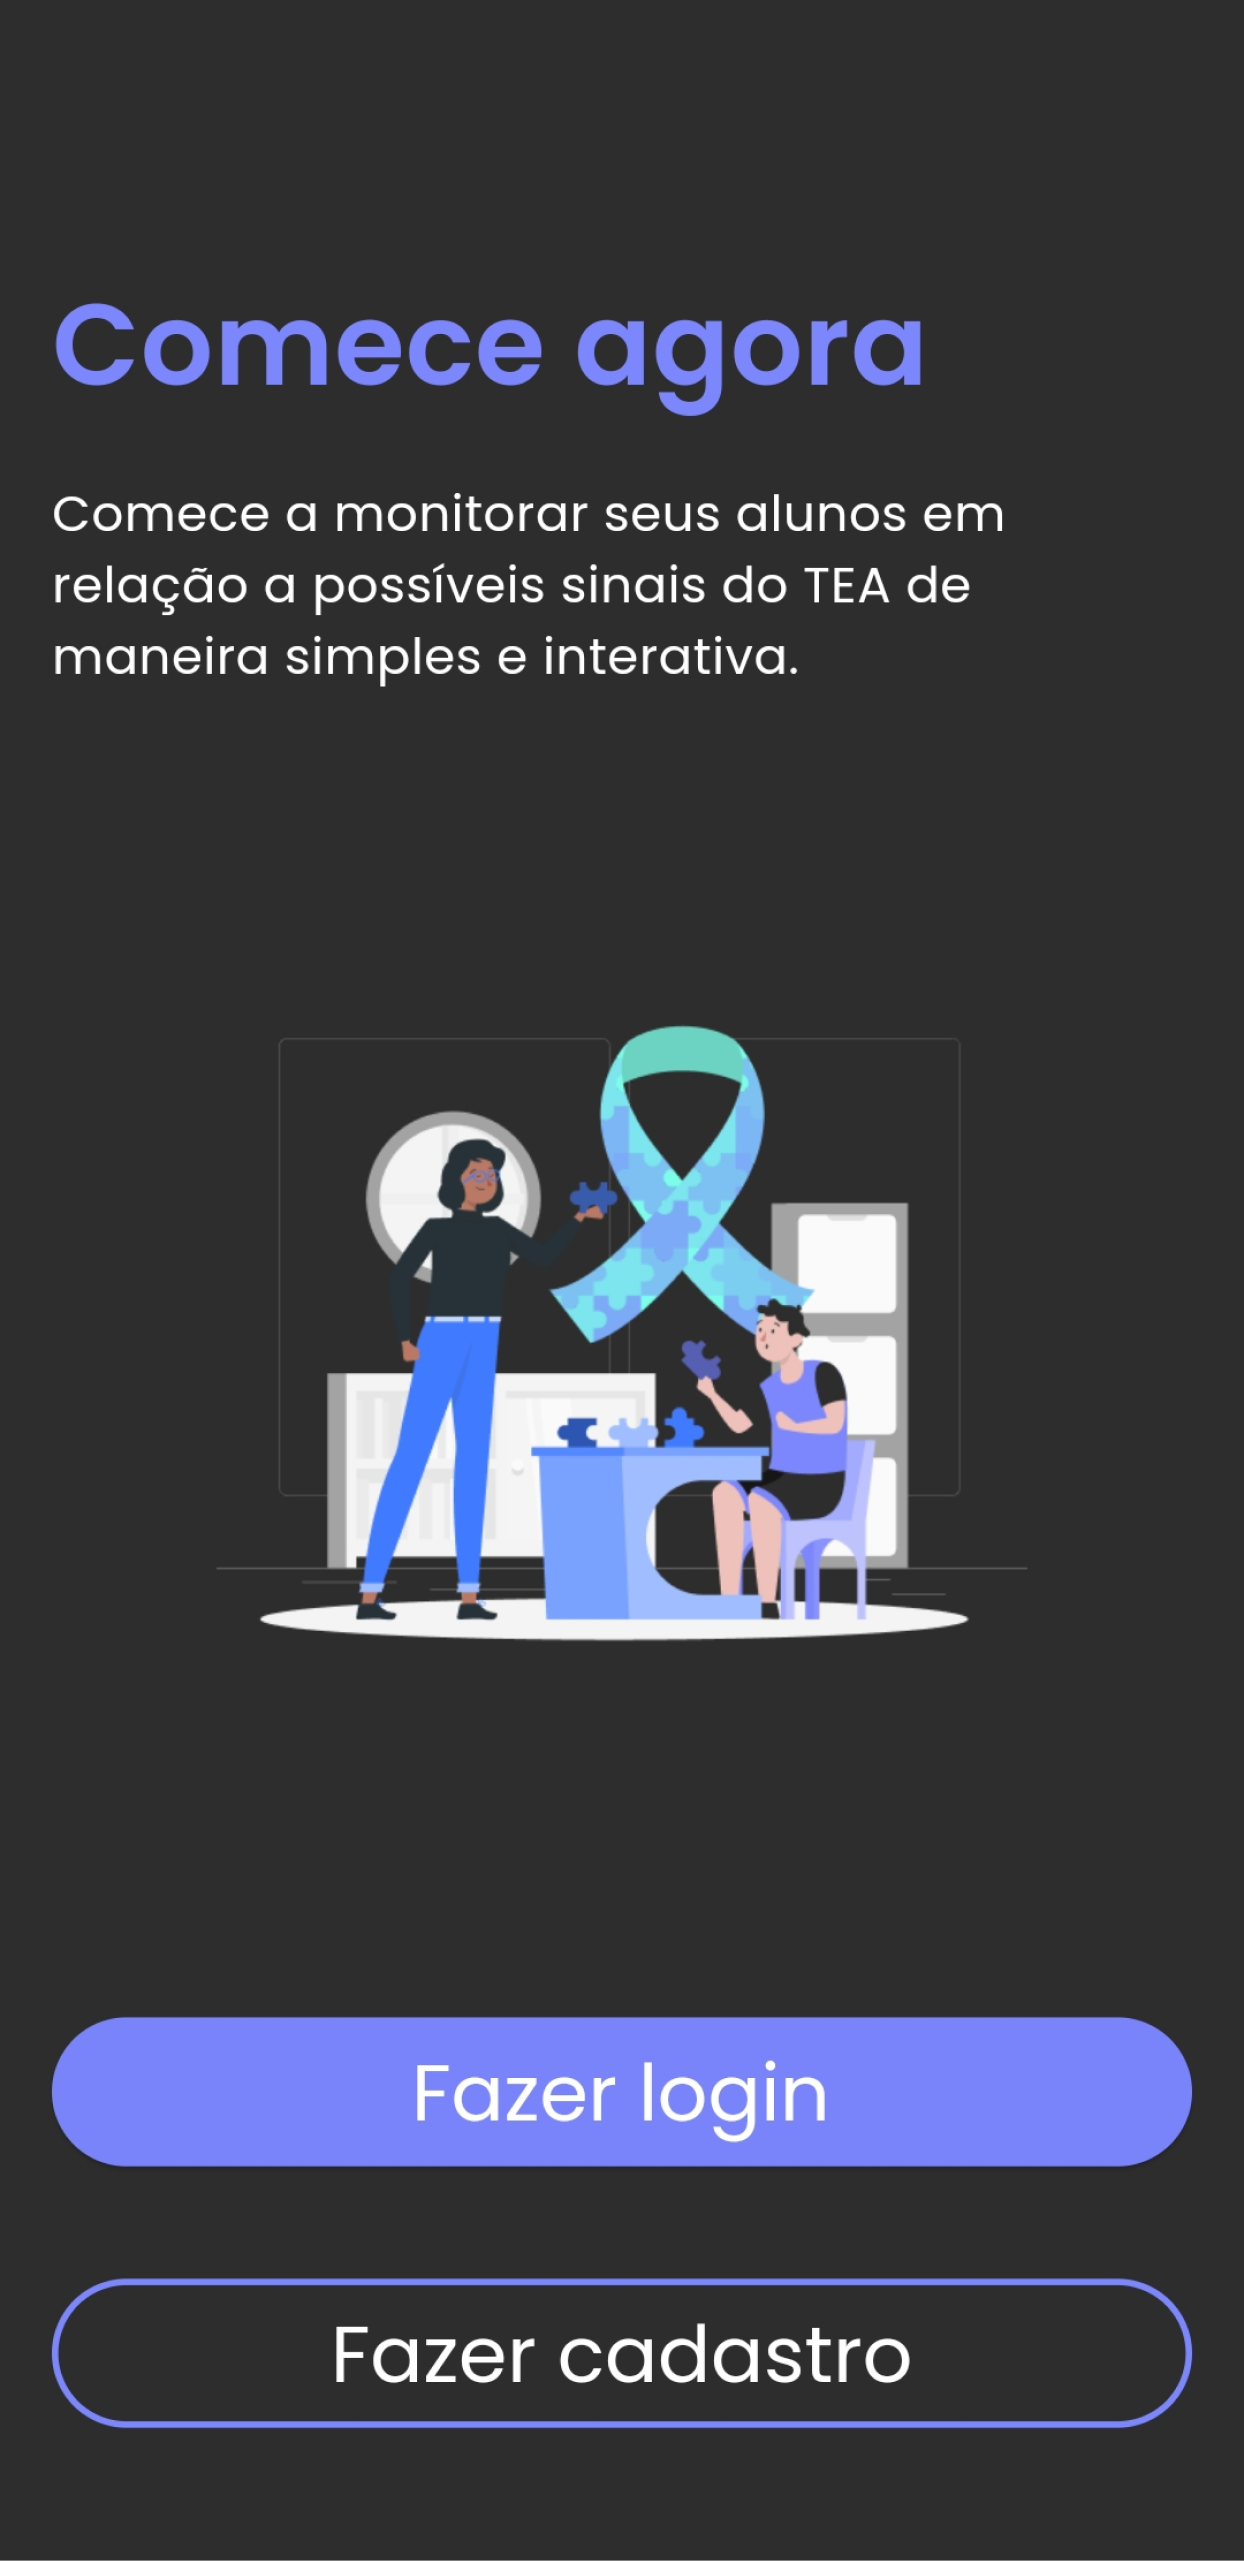 Comece agora
Comece a monitorar seus alunos em
relação a possíveis sinais do TEA de
maneira simples e interativa.
Fazer login
Fazer cadastro